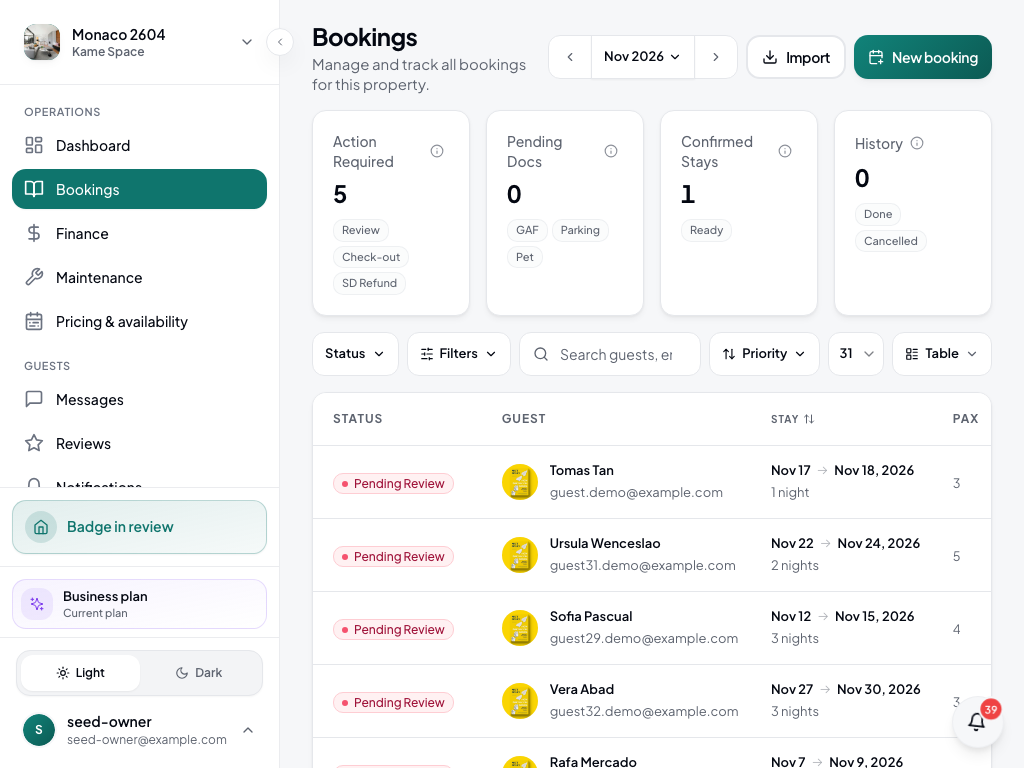 Monaco 2604
Kame Space
OPERATIONS
Dashboard
Bookings
Finance
Maintenance
Pricing & availability
GUESTS
Messages
Reviews
Notifications
Badge in review
Business plan
Current plan
Light
Dark
S
seed-owner
seed-owner@example.com
Bookings
Manage and track all bookings
for this property.
Nov 2026
Import
New booking
Action
Required
5
Review
Check-out
SD Refund
Pending
Docs
0
GAF
Parking
Pet
Confirmed
Stays
1
Ready
History
0
Done
Cancelled
Status
Filters
Search guests, er
Priority
31
Table
STATUS
GUEST
STAY
PAX
Pending Review
Tomas Tan
guest.demo@example.com
Nov 17 → Nov 18, 2026
1 night
3
Pending Review
Ursula Wenceslao
guest31.demo@example.com
Nov 22 → Nov 24, 2026
2 nights
5
Pending Review
Sofia Pascual
guest29.demo@example.com
Nov 12 → Nov 15, 2026
3 nights
4
Pending Review
Vera Abad
guest32.demo@example.com
Nov 27 → Nov 30, 2026
3 nights
3
Rafa Mercado
Nov 7 → Nov 9, 2026
39